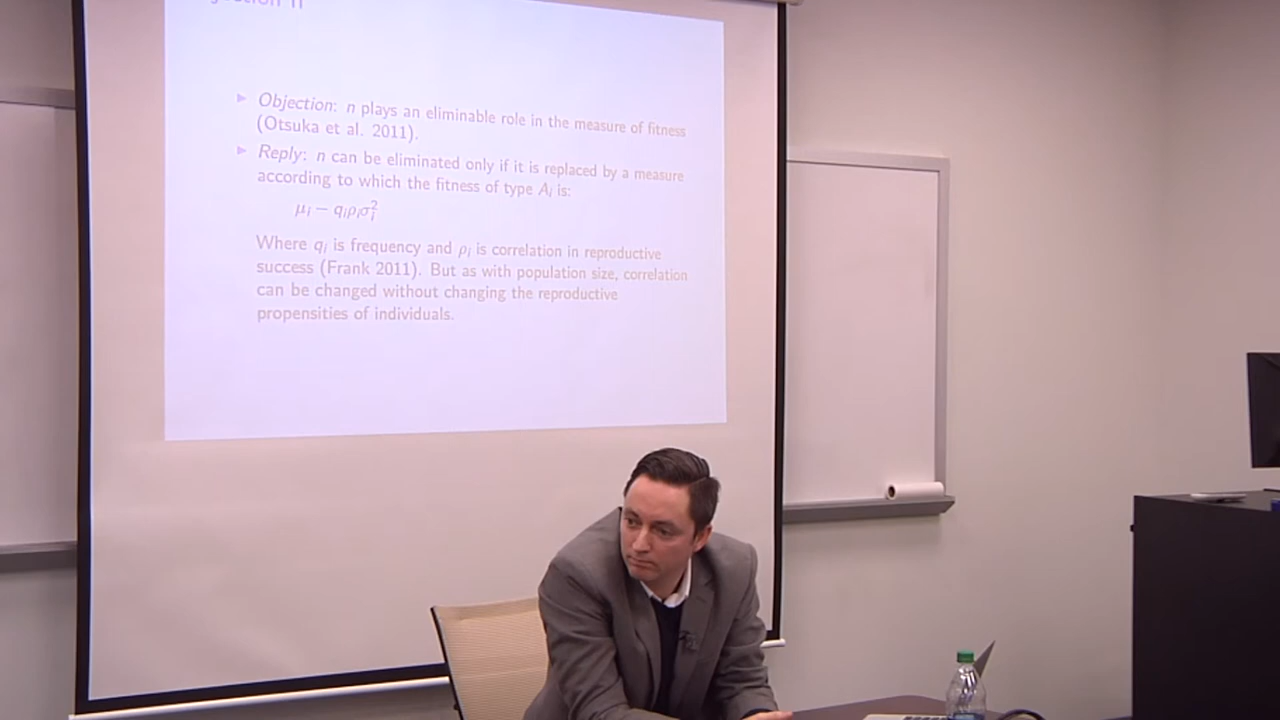 ▶ Objection: n plays an eliminable role in the measure of fitness
(Otsuka et al. 2011).
▶ Reply: n can be eliminated only if it is replaced by a measure
according to which the fitness of type Aᵢ is:
μᵢ − qᵢρᵢσᵢ²
Where qᵢ is frequency and ρᵢ is correlation in reproductive
success (Frank 2011). But as with population size, correlation
can be changed without changing the reproductive
propensities of individuals.